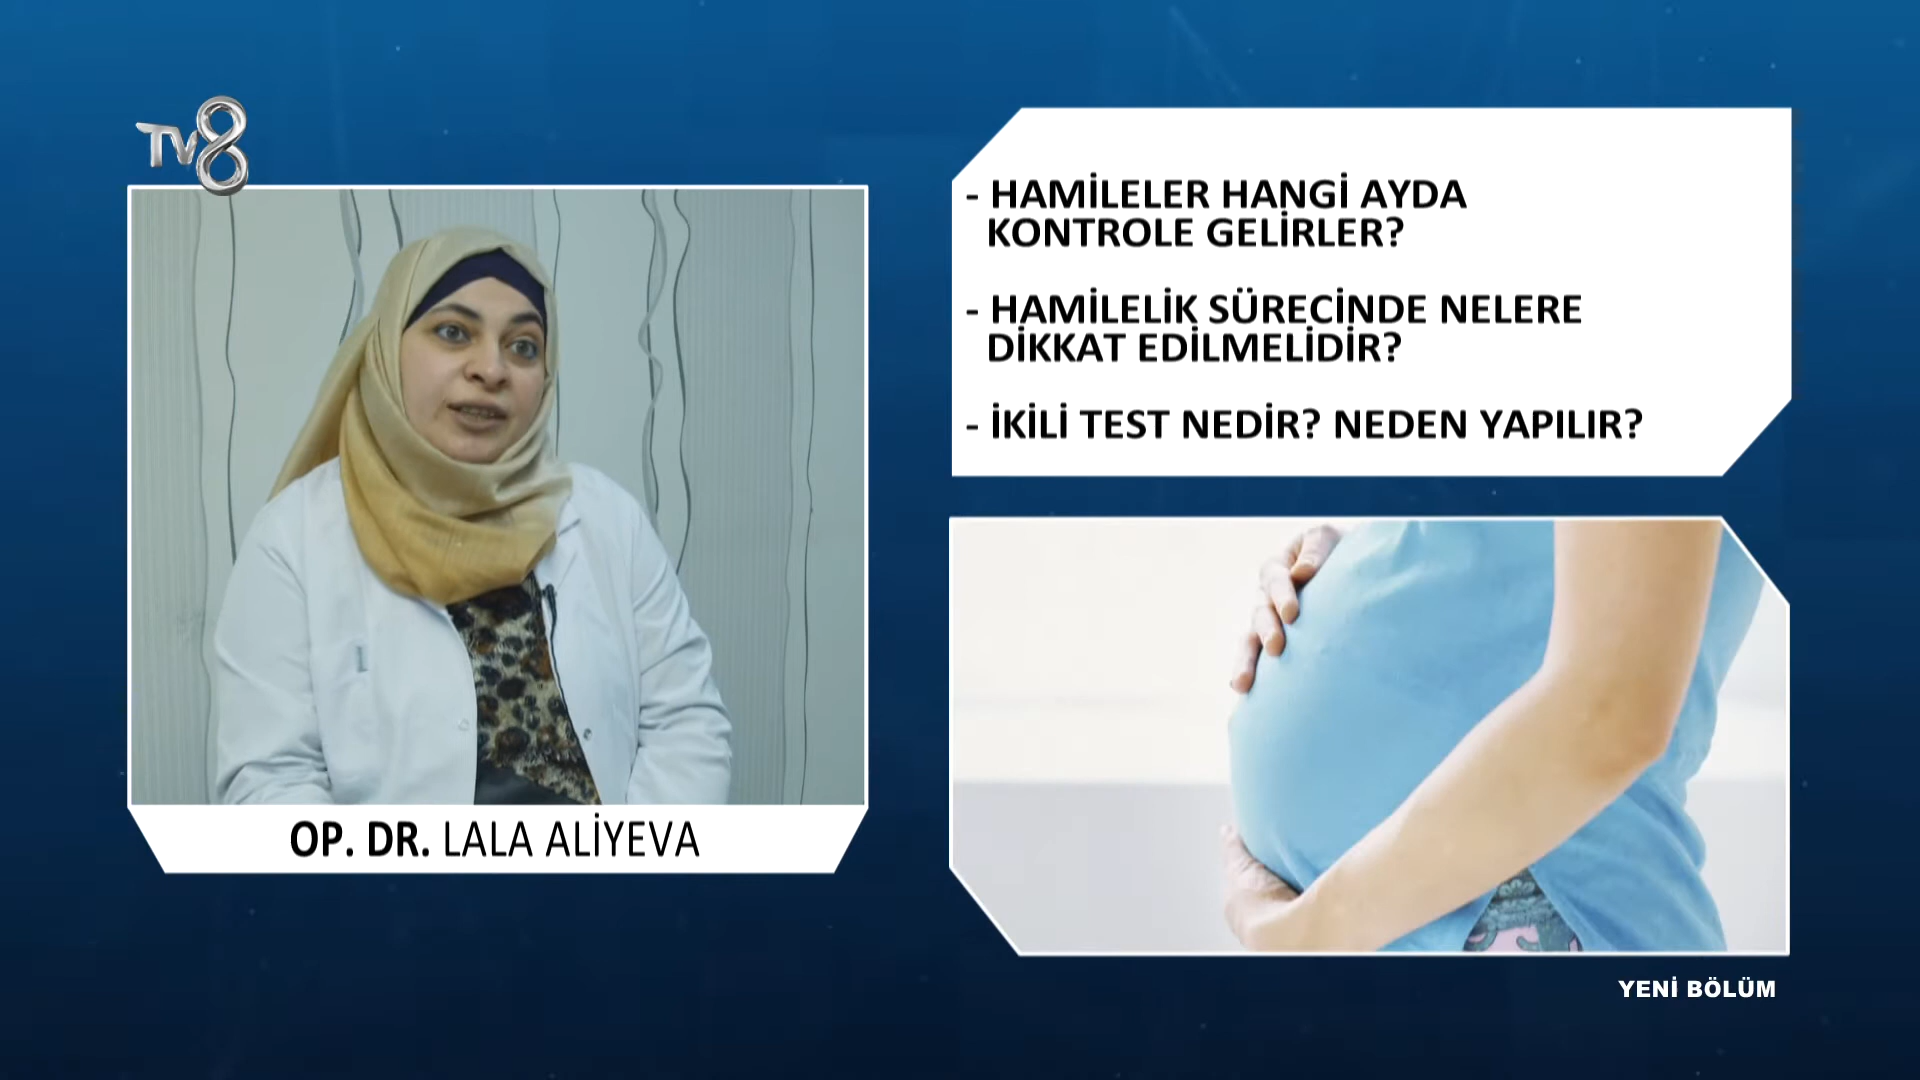 TV8
- HAMİLELER HANGİ AYDA
KONTROLE GELİRLER?
- HAMİLELİK SÜRECİNDE NELERE
DİKKAT EDİLMELİDİR?
- İKİLİ TEST NEDİR? NEDEN YAPILIR?
OP. DR. LALA ALİYEVA
YENİ BÖLÜM